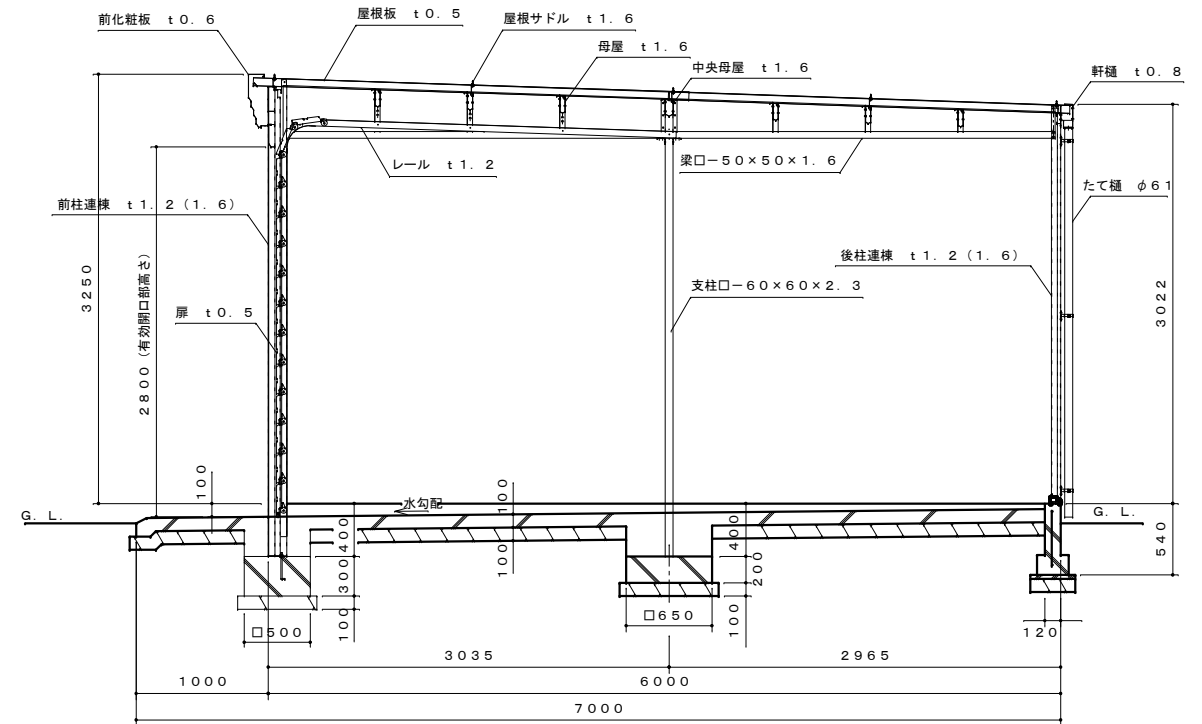 前化粧板 ｔ０．６
屋根板 ｔ０．５
屋根サドル ｔ１．６
母屋 ｔ１．６
中央母屋 ｔ１．６
軒樋 ｔ０．８
レール ｔ１．２
梁口－５０×５０×１．６
たて樋 φ６１
前柱連棟 ｔ１．２（１．６）
後柱連棟 ｔ１．２（１．６）
支柱口－６０×６０×２．３
扉 ｔ０．５
３２５０
２８００（有効開口部高さ）
３０２２
１００
水勾配
１００
Ｇ．Ｌ．
Ｇ．Ｌ．
４００
３００
１００
１００
４００
２００
１００
５４０
□５００
□６５０
１２０
３０３５
２９６５
１０００
６０００
７０００